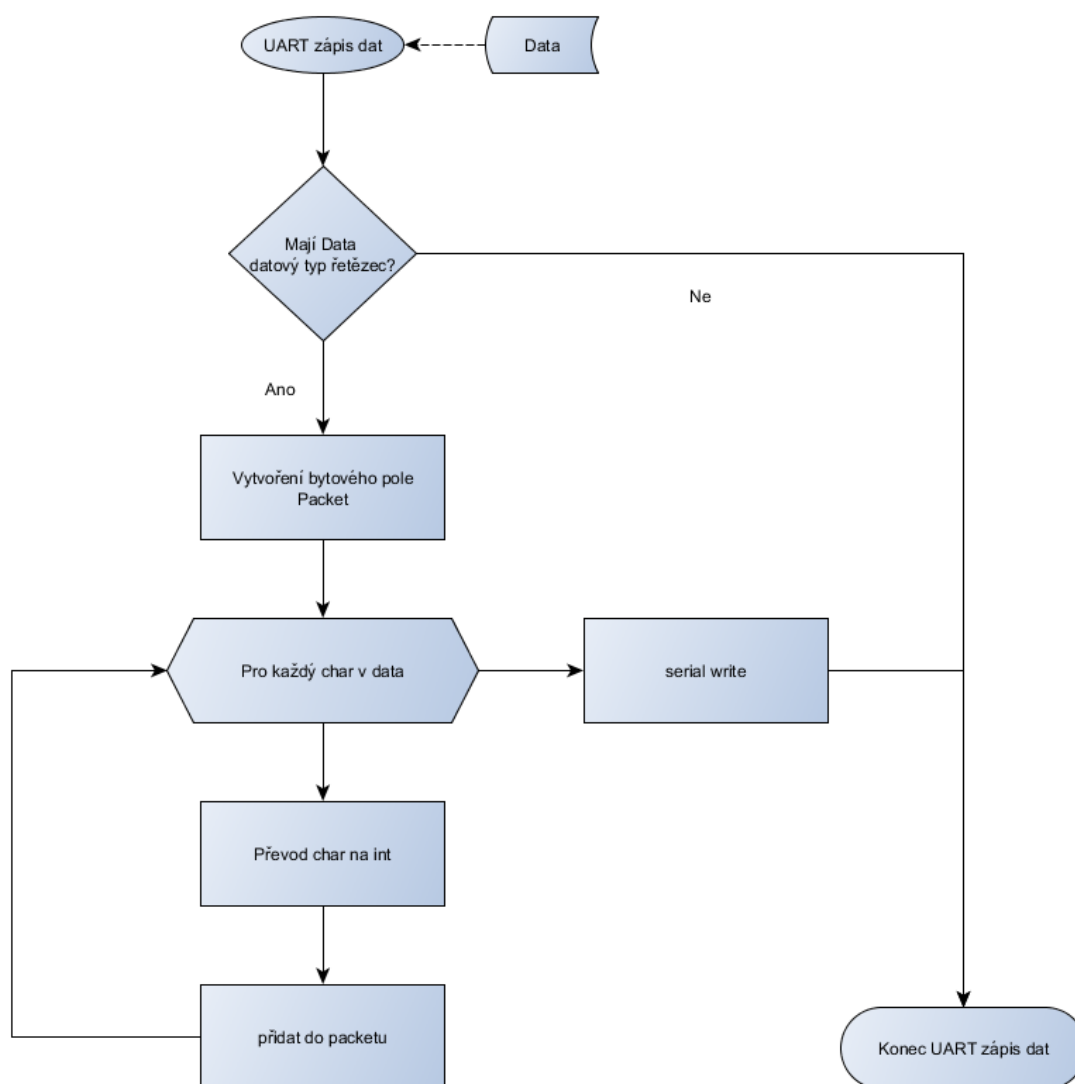 UART zápis dat
Data
Mají Data
datový typ řetězec?
Ne
Ano
Vytvoření bytového pole
Packet
Pro každý char v data
serial write
Převod char na int
přidat do packetu
Konec UART zápis dat